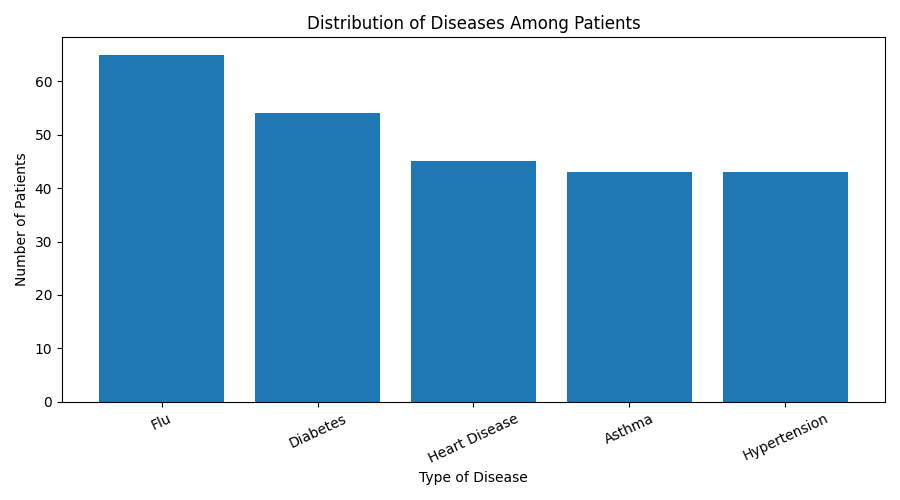 Distribution of Diseases Among Patients
Number of Patients
60
50
40
30
20
10
0
Flu
Diabetes
Heart Disease
Asthma
Hypertension
Type of Disease